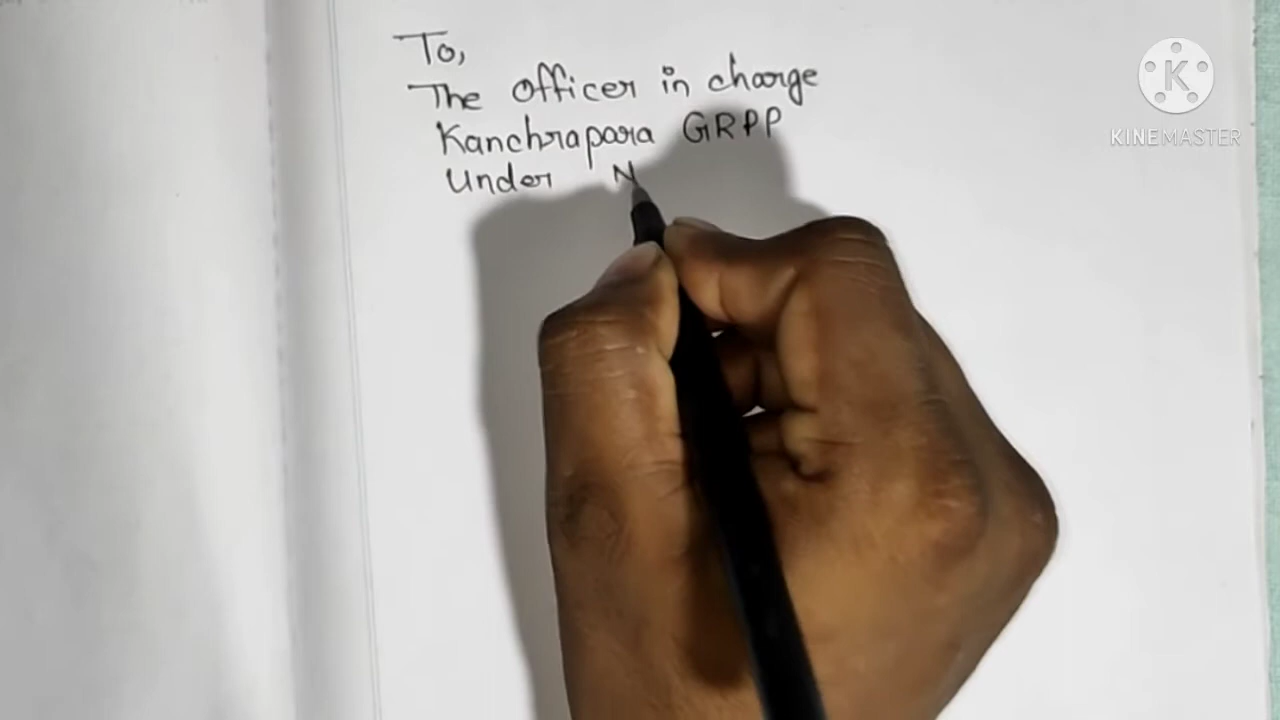 To,
The officer in charge
Kanchrapara GRPP
Under N
K
KINEMASTER